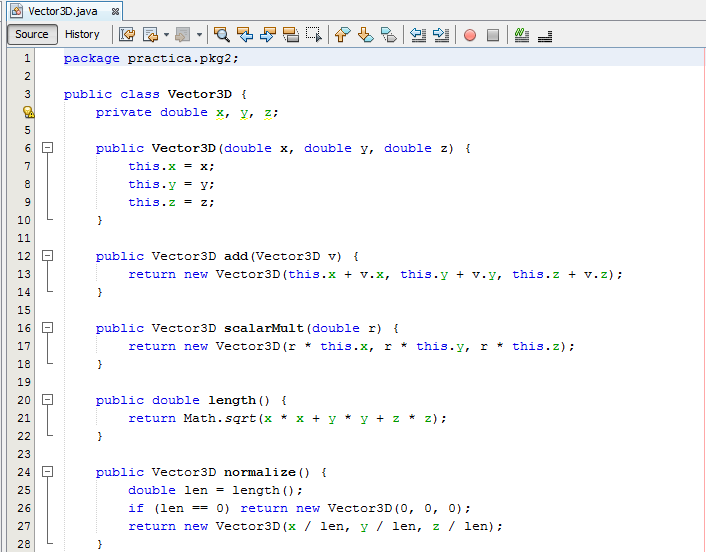 Vector3D.java
Source History
1 package practica.pkg2;
2
3 public class Vector3D {
private double x, y, z;
5
6 public Vector3D(double x, double y, double z) {
7 this.x = x;
8 this.y = y;
9 this.z = z;
10 }
11
12 public Vector3D add(Vector3D v) {
13 return new Vector3D(this.x + v.x, this.y + v.y, this.z + v.z);
14 }
15
16 public Vector3D scalarMult(double r) {
17 return new Vector3D(r * this.x, r * this.y, r * this.z);
18 }
19
20 public double length() {
21 return Math.sqrt(x * x + y * y + z * z);
22 }
23
24 public Vector3D normalize() {
25 double len = length();
26 if (len == 0) return new Vector3D(0, 0, 0);
27 return new Vector3D(x / len, y / len, z / len);
28 }